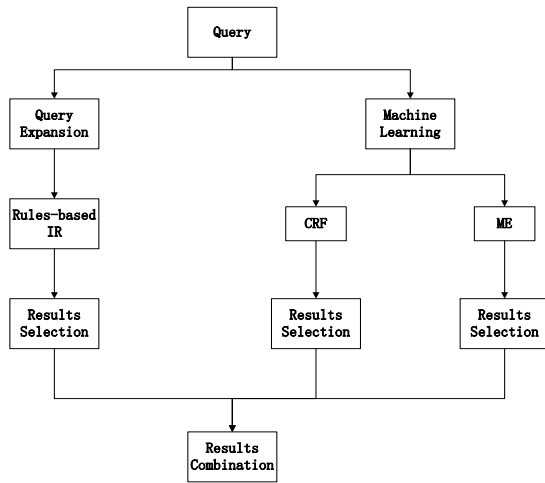 Query
Query
Expansion
Machine
Learning
Rules-based
IR
CRF
ME
Results
Selection
Results
Selection
Results
Selection
Results
Combination